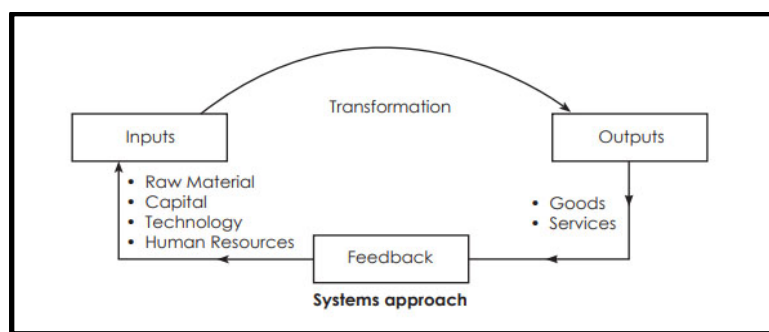 Transformation
Inputs
Outputs
• Raw Material
• Capital
• Technology
• Human Resources
• Goods
• Services
Feedback
Systems approach